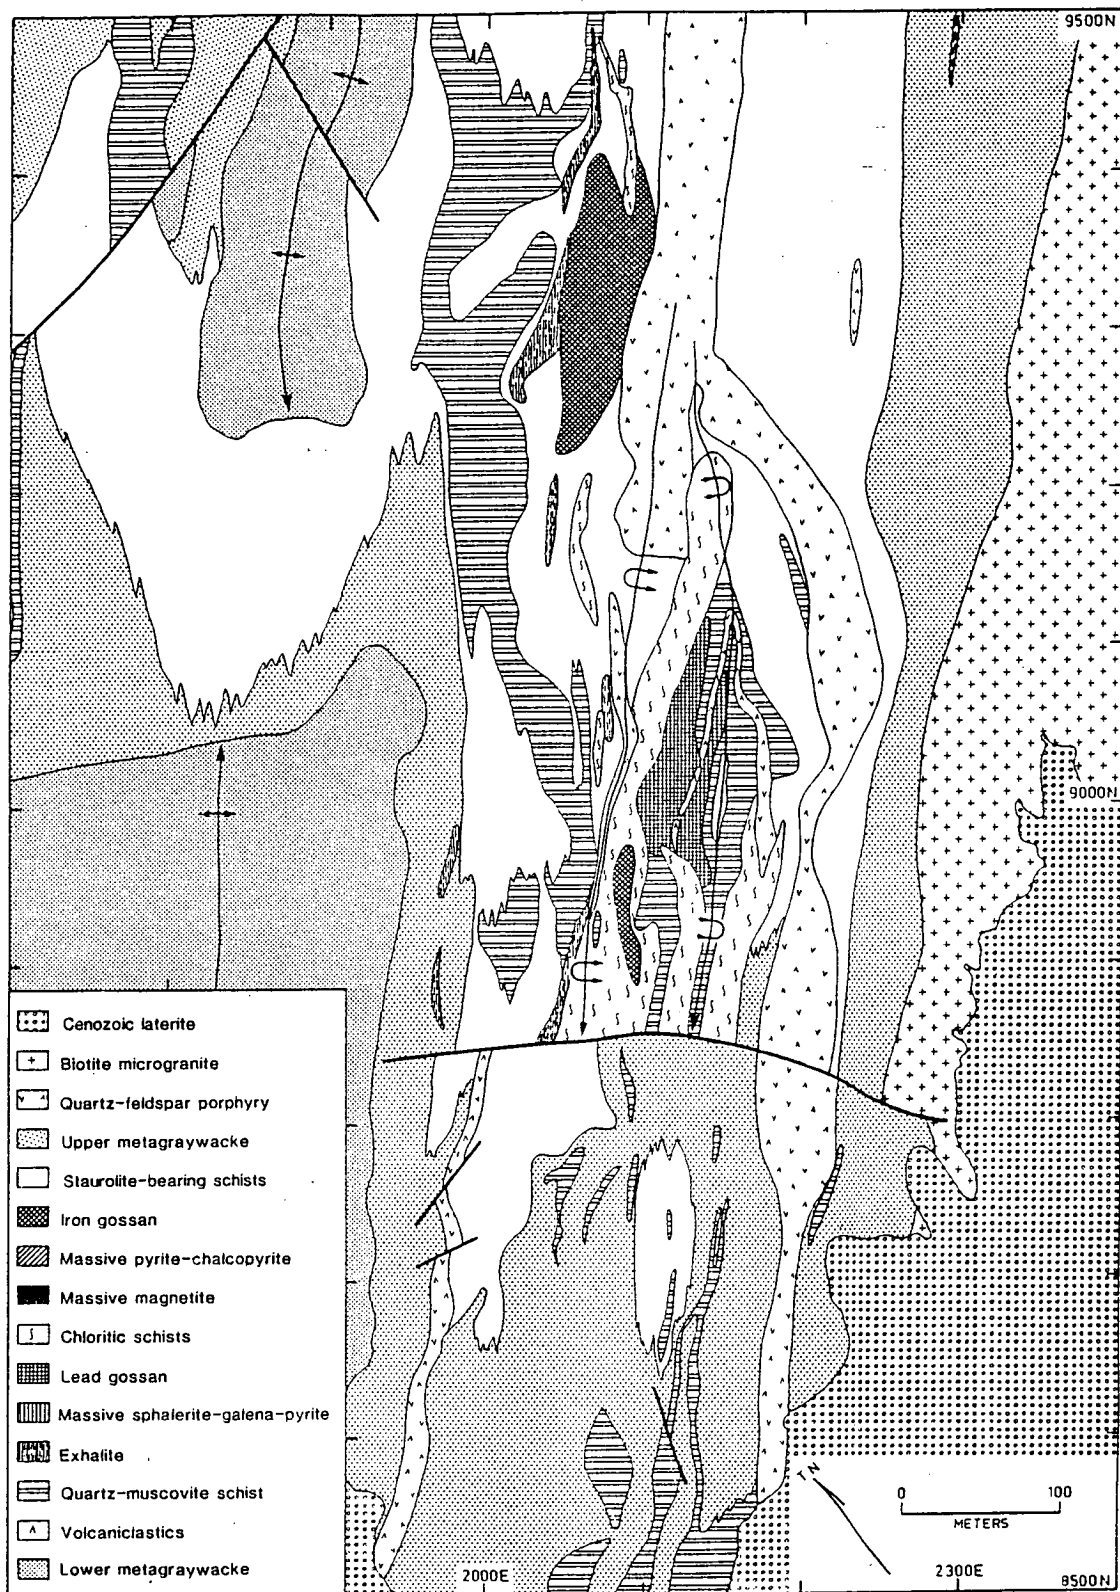 9500N
9000N
Cenozoic laterite
Biotite microgranite
Quartz-feldspar porphyry
Upper metagraywacke
Staurolite-bearing schists
Iron gossan
Massive pyrite-chalcopyrite
Massive magnetite
Chloritic schists
Lead gossan
Massive sphalerite-galena-pyrite
Exhalite
Quartz-muscovite schist
Volcaniclastics
Lower metagraywacke
TN
0 100
METERS
2000E 2300E 8500N